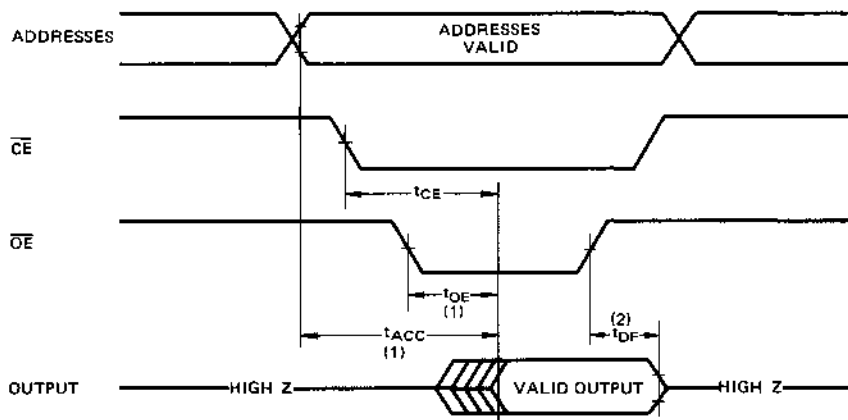 ADDRESSES
ADDRESSES
VALID
CE
tCE
OE
tOE
(1)
(2)
tDF
tACC
(1)
OUTPUT
HIGH Z
VALID OUTPUT
HIGH Z